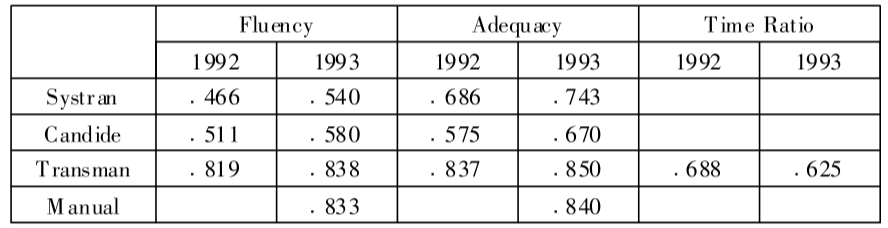 Fluency Adequacy Time Ratio
1992 1993 1992 1993 1992 1993
Systran .466 .540 .686 .743
Candide .511 .580 .575 .670
Transman .819 .838 .837 .850 .688 .625
Manual .833 .840